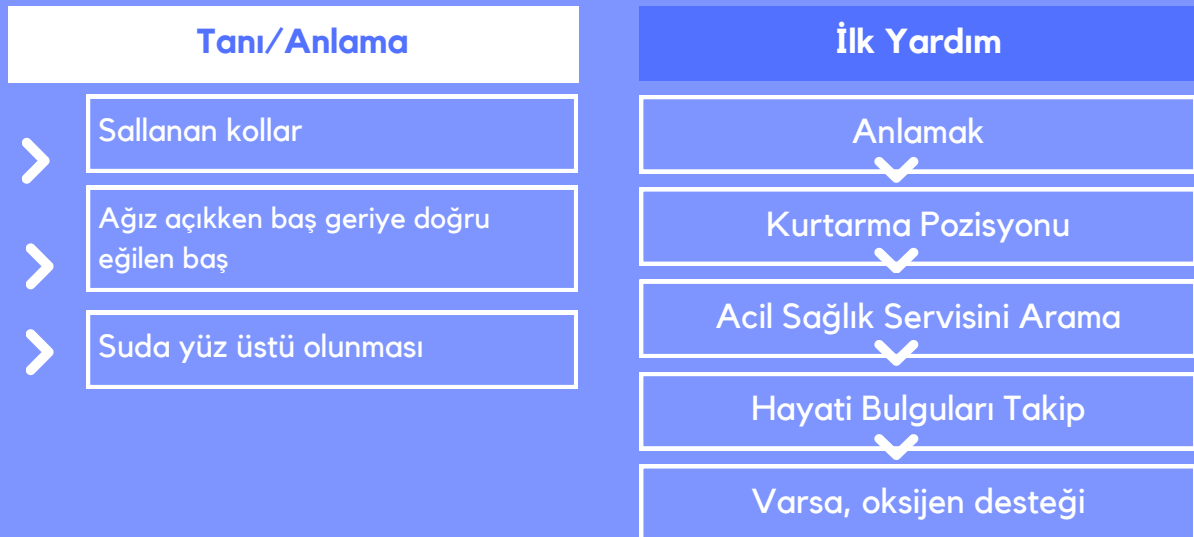 Tanı/Anlama
Sallanan kollar
Ağız açıkken baş geriye doğru
eğilen baş
Suda yüz üstü olunması
İlk Yardım
Anlamak
Kurtarma Pozisyonu
Acil Sağlık Servisini Arama
Hayati Bulguları Takip
Varsa, oksijen desteği